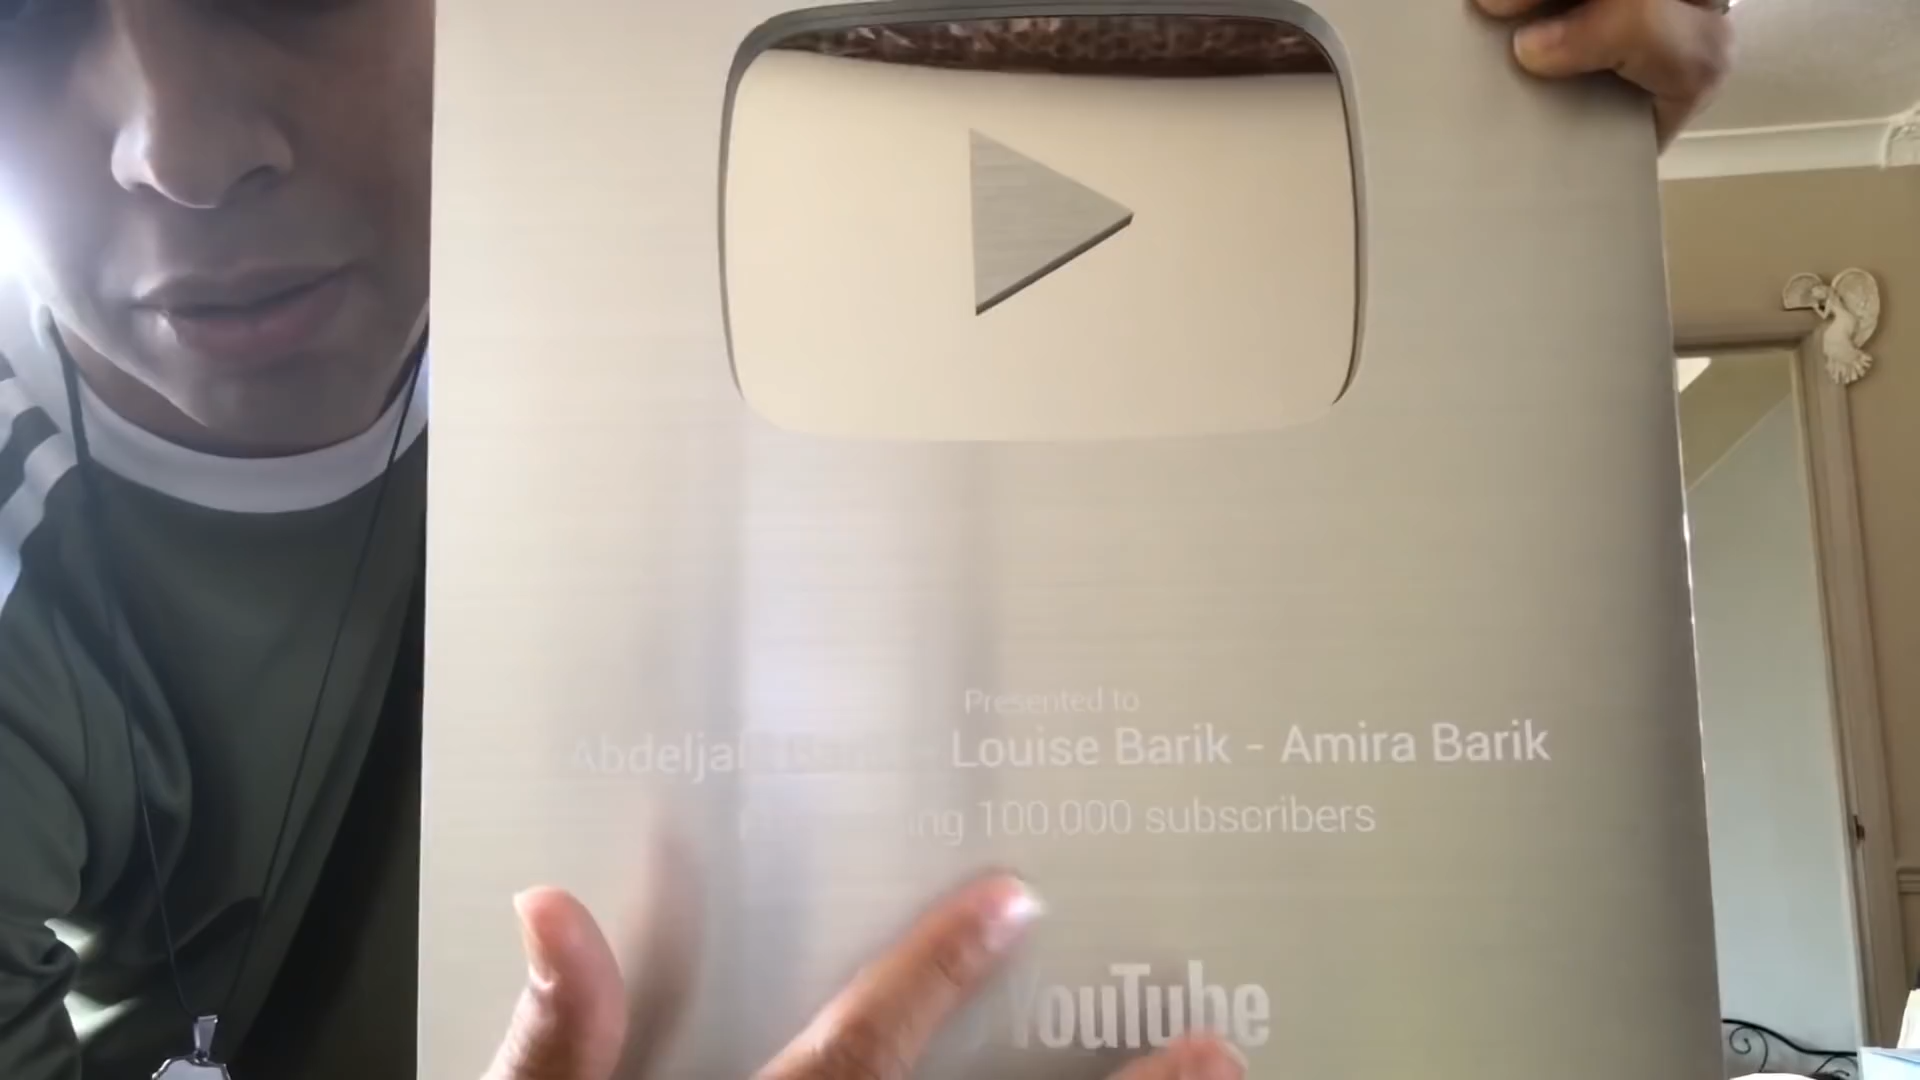 Presented to
Louise Barik - Amira Barik
100,000 subscribers
YouTube